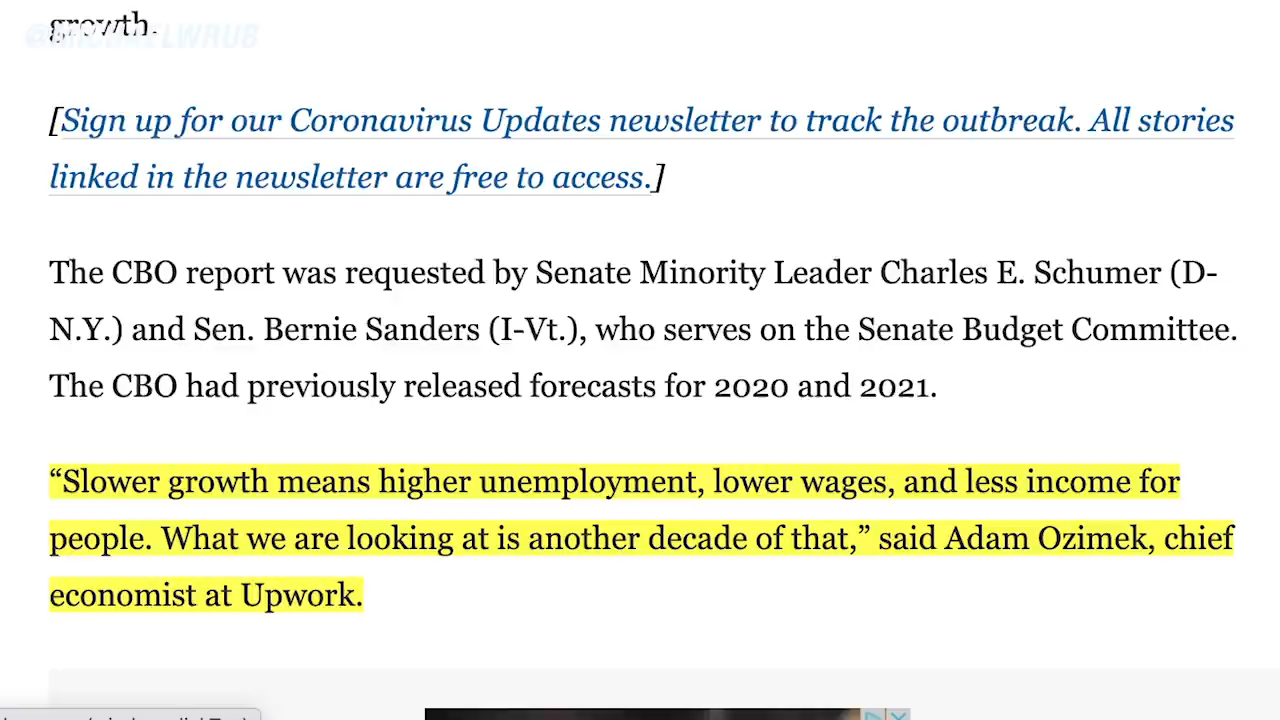 growth.
@MICHAELWRUB
[Sign up for our Coronavirus Updates newsletter to track the outbreak. All stories
linked in the newsletter are free to access.]
The CBO report was requested by Senate Minority Leader Charles E. Schumer (D-
N.Y.) and Sen. Bernie Sanders (I-Vt.), who serves on the Senate Budget Committee.
The CBO had previously released forecasts for 2020 and 2021.
“Slower growth means higher unemployment, lower wages, and less income for
people. What we are looking at is another decade of that,” said Adam Ozimek, chief
economist at Upwork.